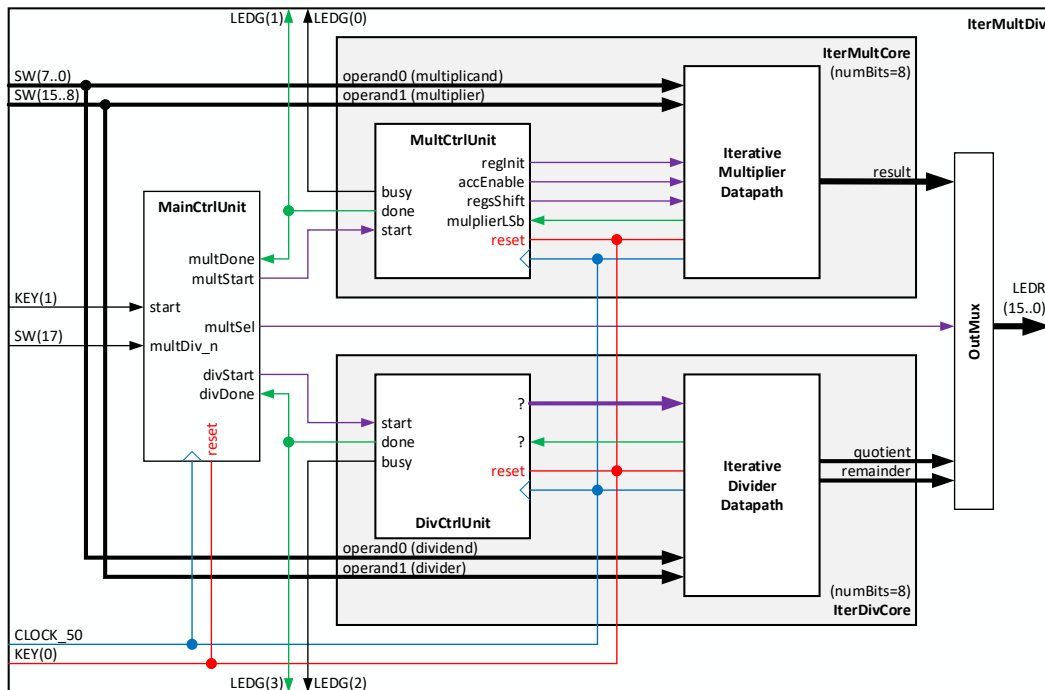 LEDG(1)
LEDG(0)
IterMultDiv
IterMultCore
(numBits=8)
SW(7..0)
operand0 (multiplicand)
SW(15..8)
operand1 (multiplier)
MultCtrlUnit
regInit
accEnable
regsShift
mulplierLSb
reset
busy
done
start
Iterative
Multiplier
Datapath
result
MainCtrlUnit
multDone
multStart
start
multSel
multDiv_n
divStart
divDone
reset
KEY(1)
SW(17)
LEDR
(15..0)
OutMux
start
done
busy
?
?
reset
DivCtrlUnit
Iterative
Divider
Datapath
quotient
remainder
operand0 (dividend)
operand1 (divider)
(numBits=8)
IterDivCore
CLOCK_50
KEY(0)
LEDG(3)
LEDG(2)